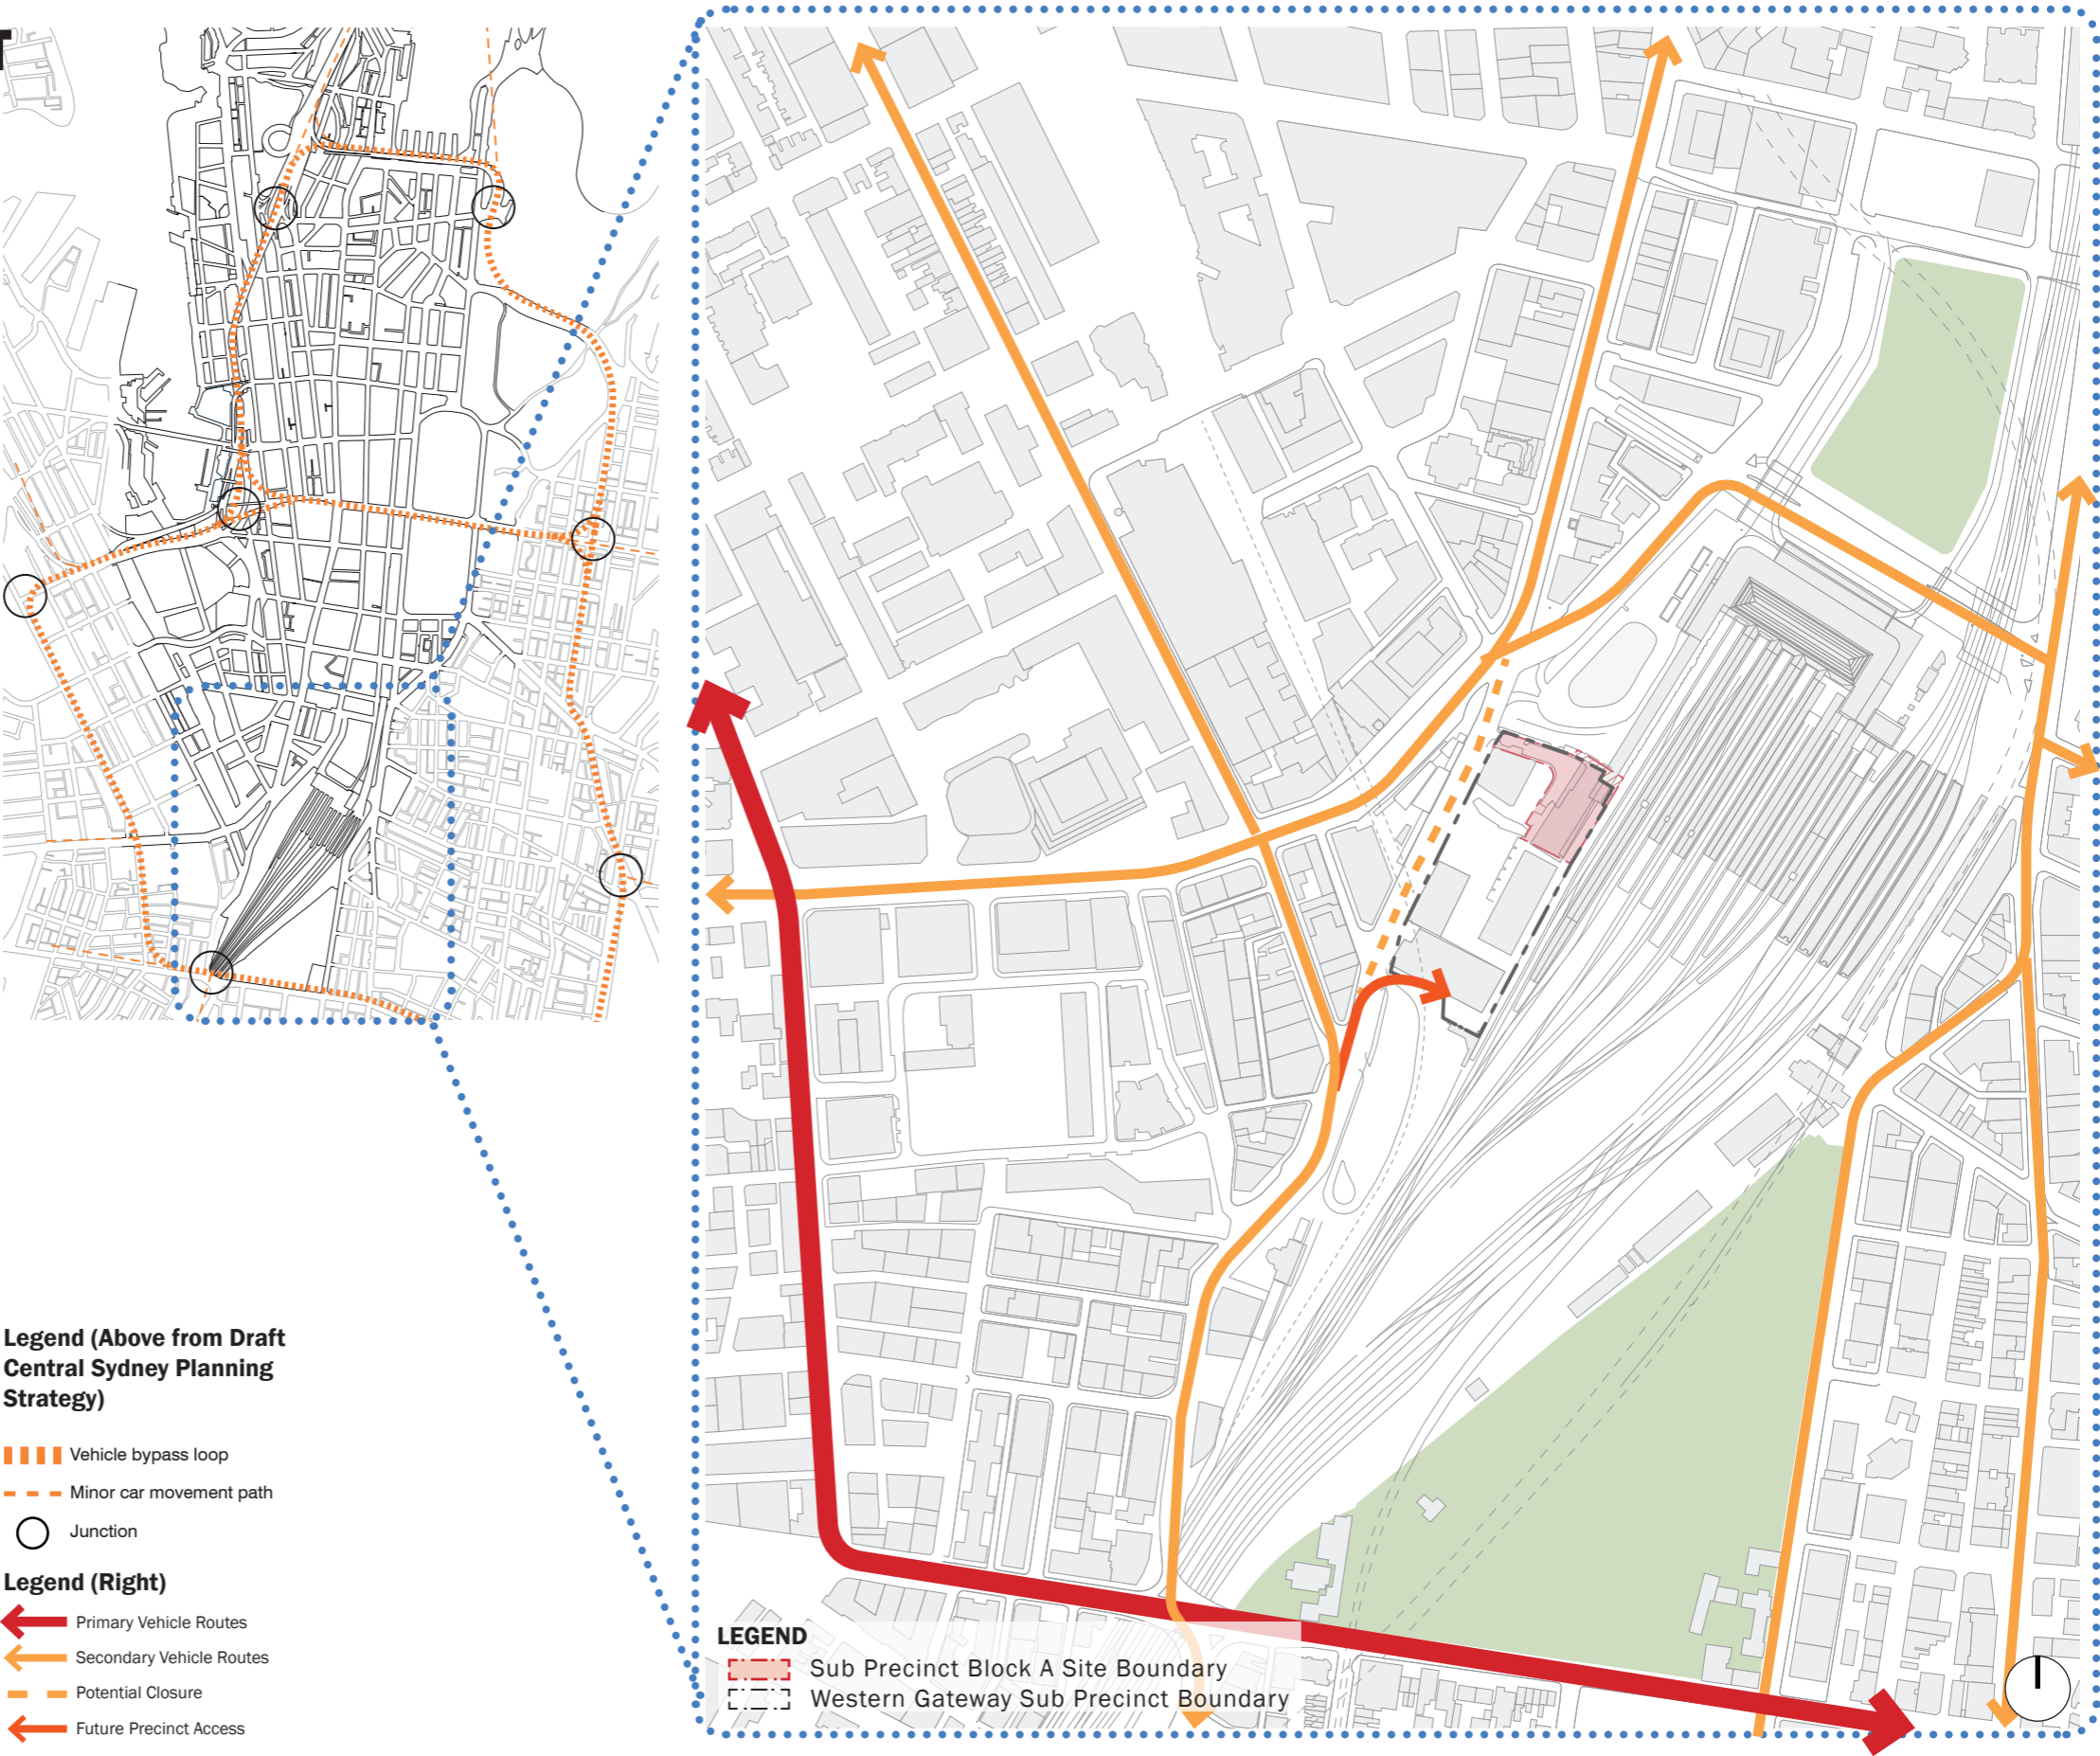 Legend (Above from Draft
Central Sydney Planning
Strategy)
Vehicle bypass loop
Minor car movement path
Junction
Legend (Right)
Primary Vehicle Routes
Secondary Vehicle Routes
Potential Closure
Future Precinct Access
LEGEND
Sub Precinct Block A Site Boundary
Western Gateway Sub Precinct Boundary